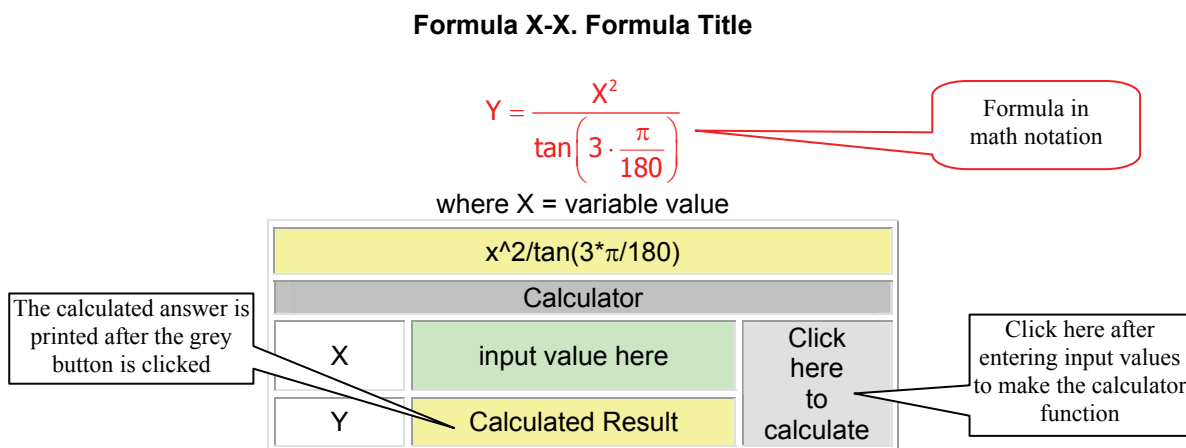 Formula X-X. Formula Title
Y = X²
tan(3 · π
180)
Formula in
math notation
where X = variable value
x^2/tan(3*π/180)
Calculator
The calculated answer is
printed after the grey
button is clicked
X
input value here
Click
here
to
calculate
Y
Calculated Result
Click here after
entering input values
to make the calculator
function